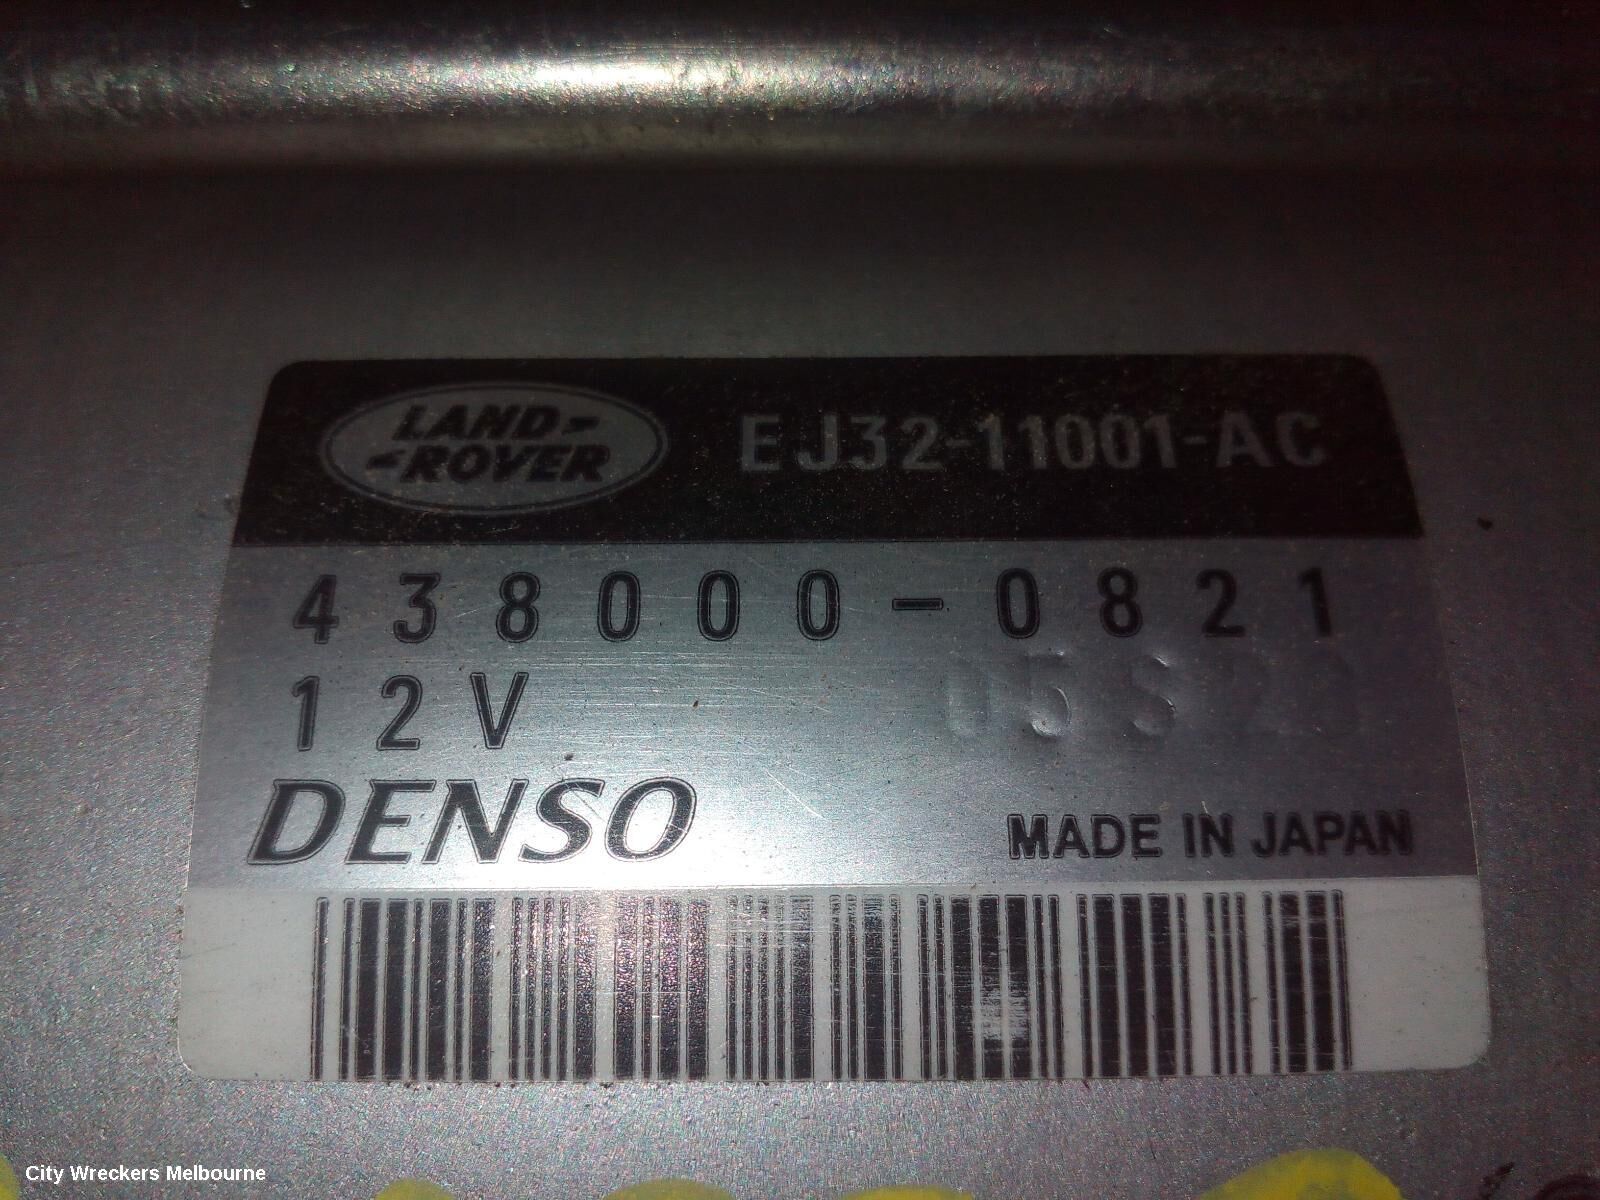 LAND-
-ROVER
EJ32-11001-AC
438000-0821
12V
DENSO
MADE IN JAPAN
City Wreckers Melbourne